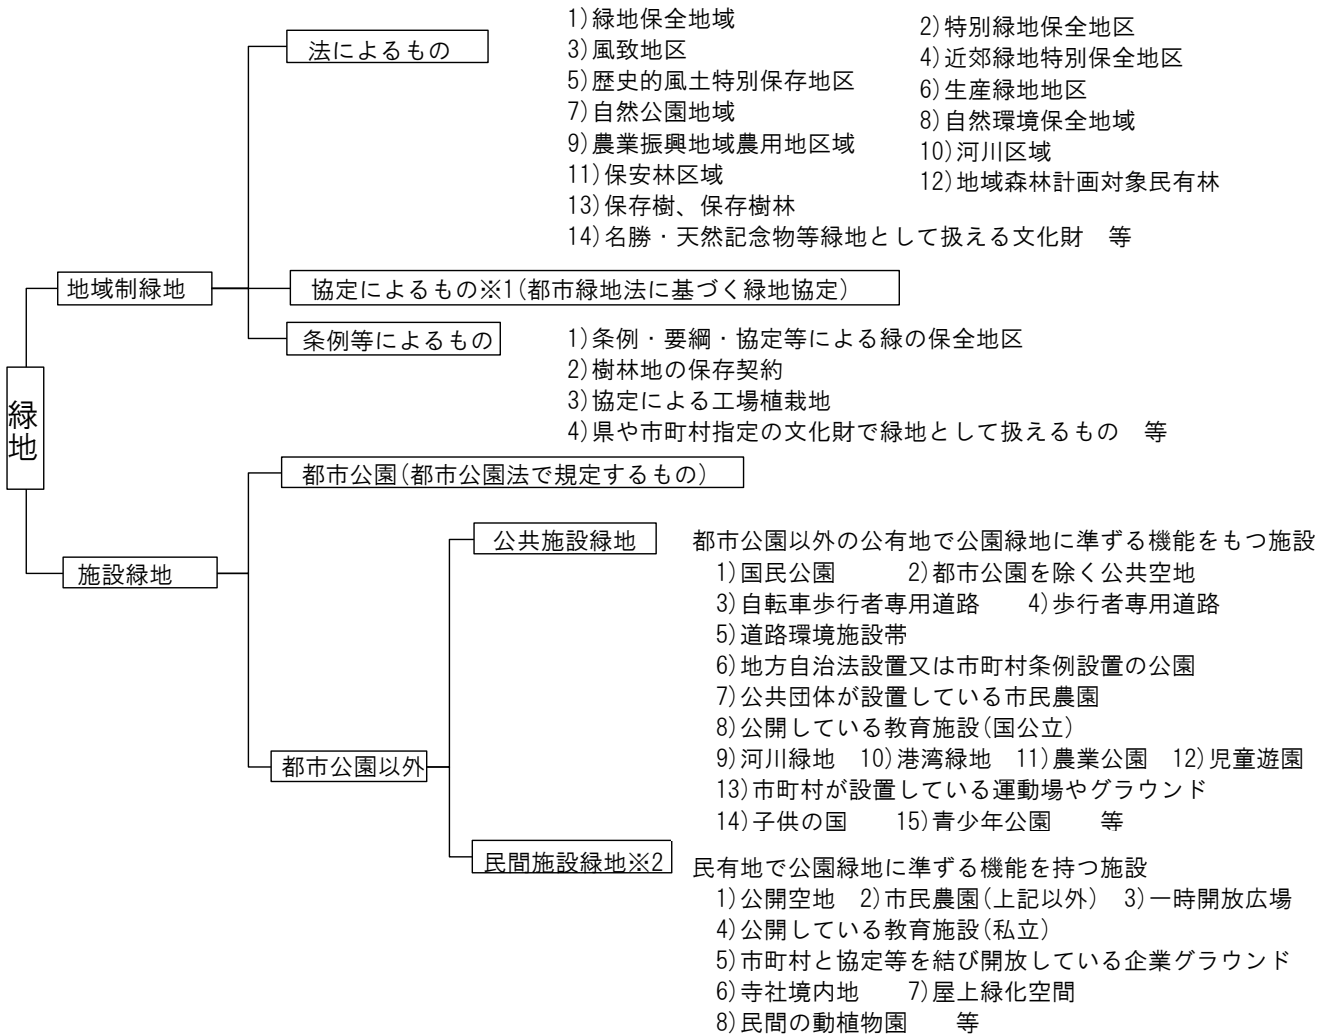 緑地
地域制緑地
法によるもの
1)緑地保全地域
2)特別緑地保全地区
3)風致地区
4)近郊緑地特別保全地区
5)歴史的風土特別保存地区
6)生産緑地地区
7)自然公園地域
8)自然環境保全地域
9)農業振興地域農用地区域
10)河川区域
11)保安林区域
12)地域森林計画対象民有林
13)保存樹、保存樹林
14)名勝・天然記念物等緑地として扱える文化財 等
協定によるもの※1(都市緑地法に基づく緑地協定)
条例等によるもの
1)条例・要綱・協定等による緑の保全地区
2)樹林地の保存契約
3)協定による工場植栽地
4)県や市町村指定の文化財で緑地として扱えるもの 等
施設緑地
都市公園(都市公園法で規定するもの)
都市公園以外
公共施設緑地
都市公園以外の公有地で公園緑地に準ずる機能をもつ施設
1)国民公園 2)都市公園を除く公共空地
3)自転車歩行者専用道路 4)歩行者専用道路
5)道路環境施設帯
6)地方自治法設置又は市町村条例設置の公園
7)公共団体が設置している市民農園
8)公開している教育施設(国公立)
9)河川緑地 10)港湾緑地 11)農業公園 12)児童遊園
13)市町村が設置している運動場やグラウンド
14)子供の国 15)青少年公園 等
民間施設緑地※2
民有地で公園緑地に準ずる機能を持つ施設
1)公開空地 2)市民農園(上記以外) 3)一時開放広場
4)公開している教育施設(私立)
5)市町村と協定等を結び開放している企業グラウンド
6)寺社境内地 7)屋上緑化空間
8)民間の動植物園 等